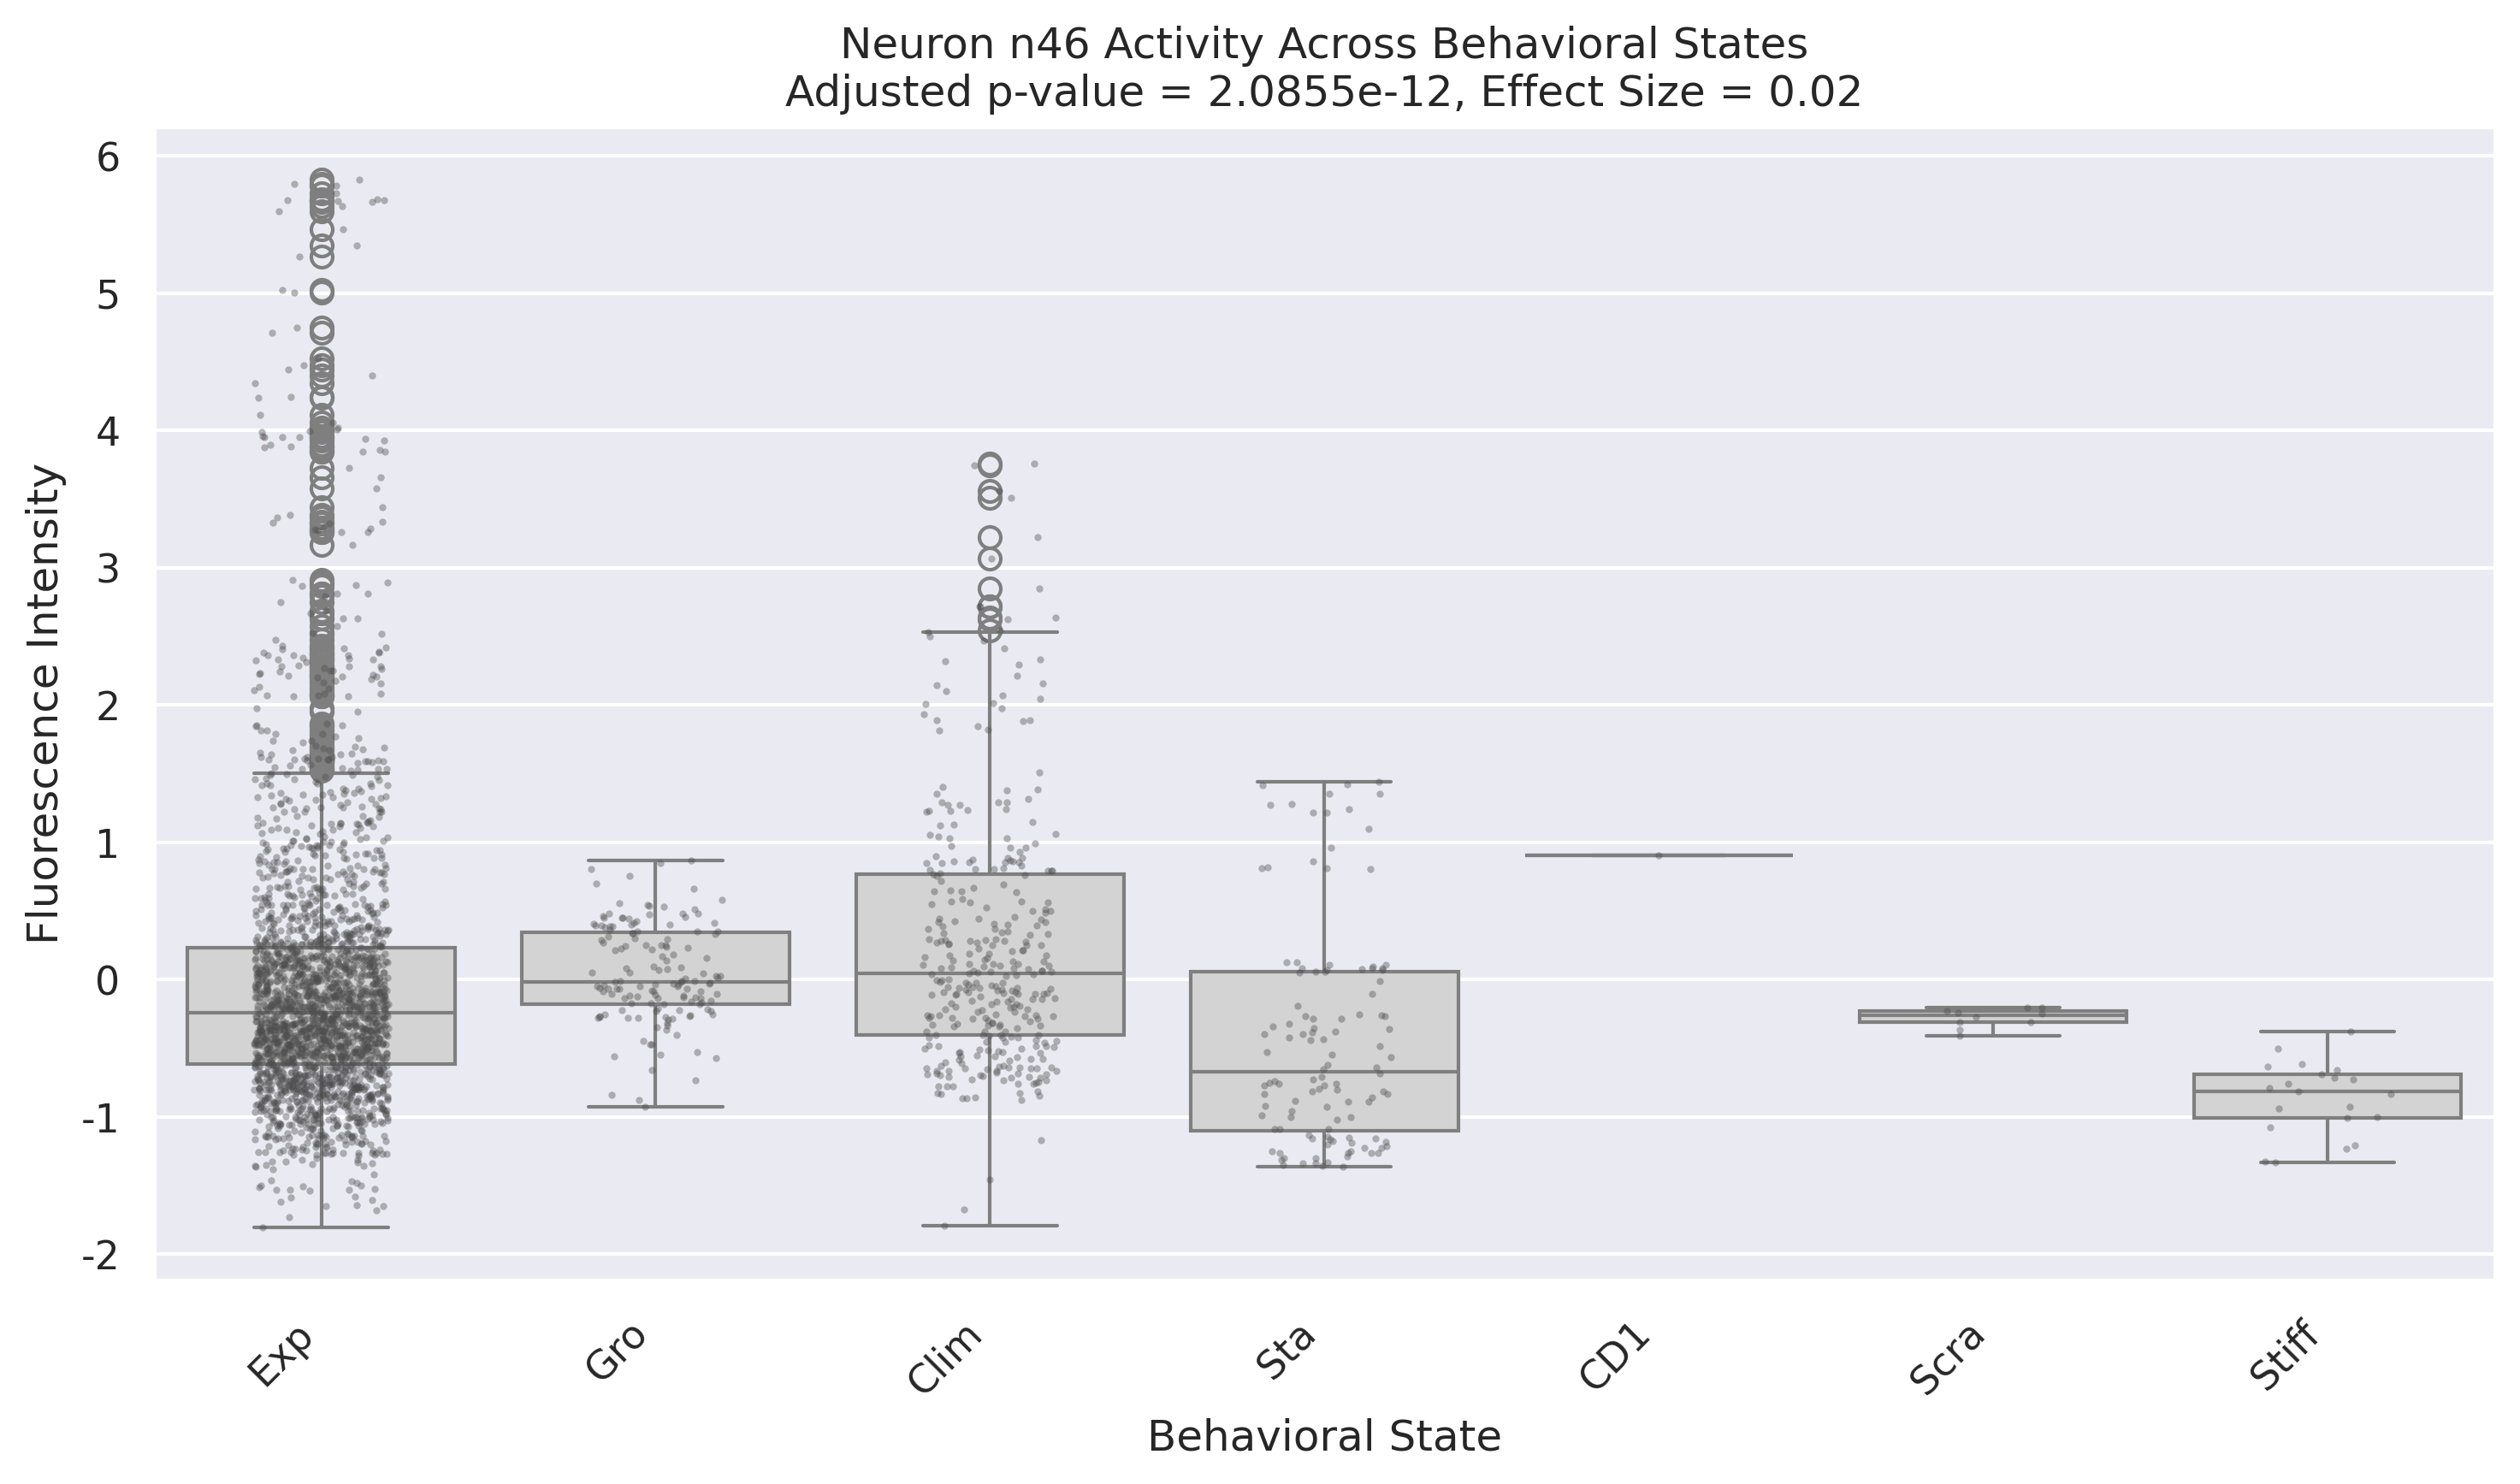 Neuron n46 Activity Across Behavioral States
Adjusted p-value = 2.0855e-12, Effect Size = 0.02
Fluorescence Intensity
6
5
4
3
2
1
0
-1
-2
Exp
Gro
Clim
Sta
CD1
Scra
Stiff
Behavioral State